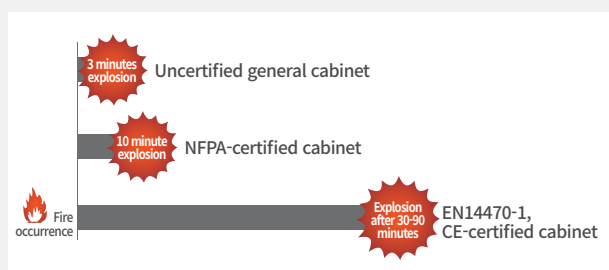 3 minutes
explosion
Uncertified general cabinet
10 minute
explosion
NFPA-certified cabinet
Fire
occurrence
Explosion
after 30-90
minutes
EN14470-1,
CE-certified cabinet